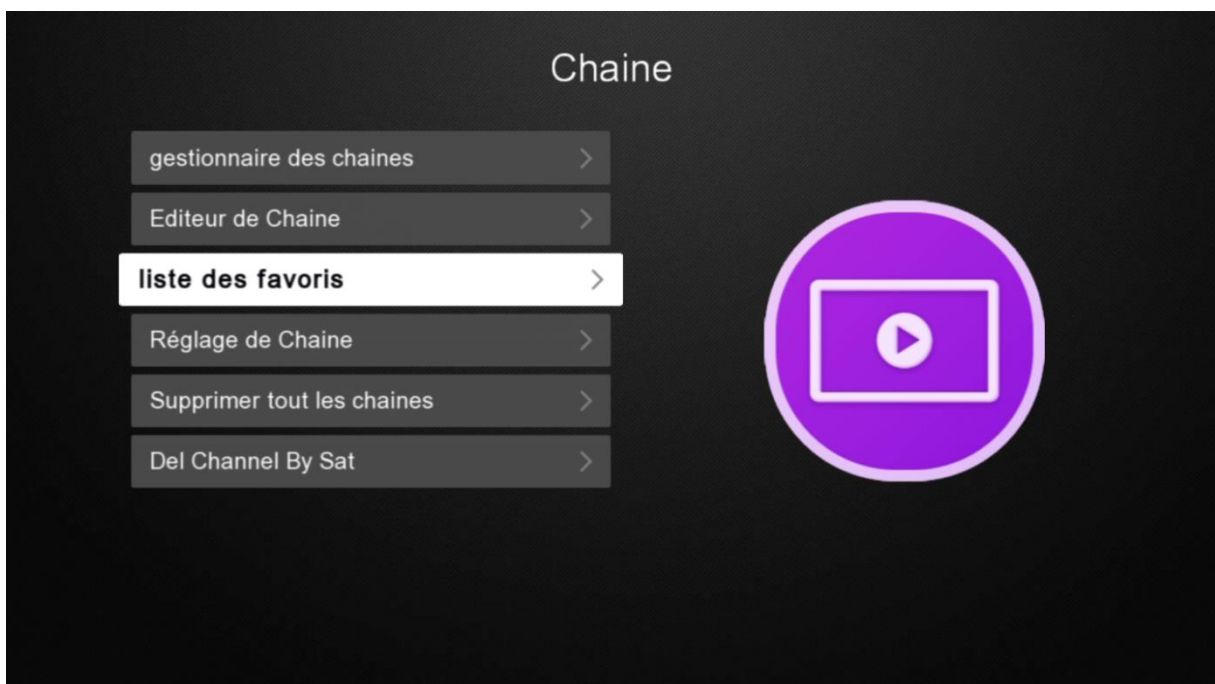 Chaine
gestionnaire des chaines
Editeur de Chaine
liste des favoris
Réglage de Chaine
Supprimer tout les chaines
Del Channel By Sat